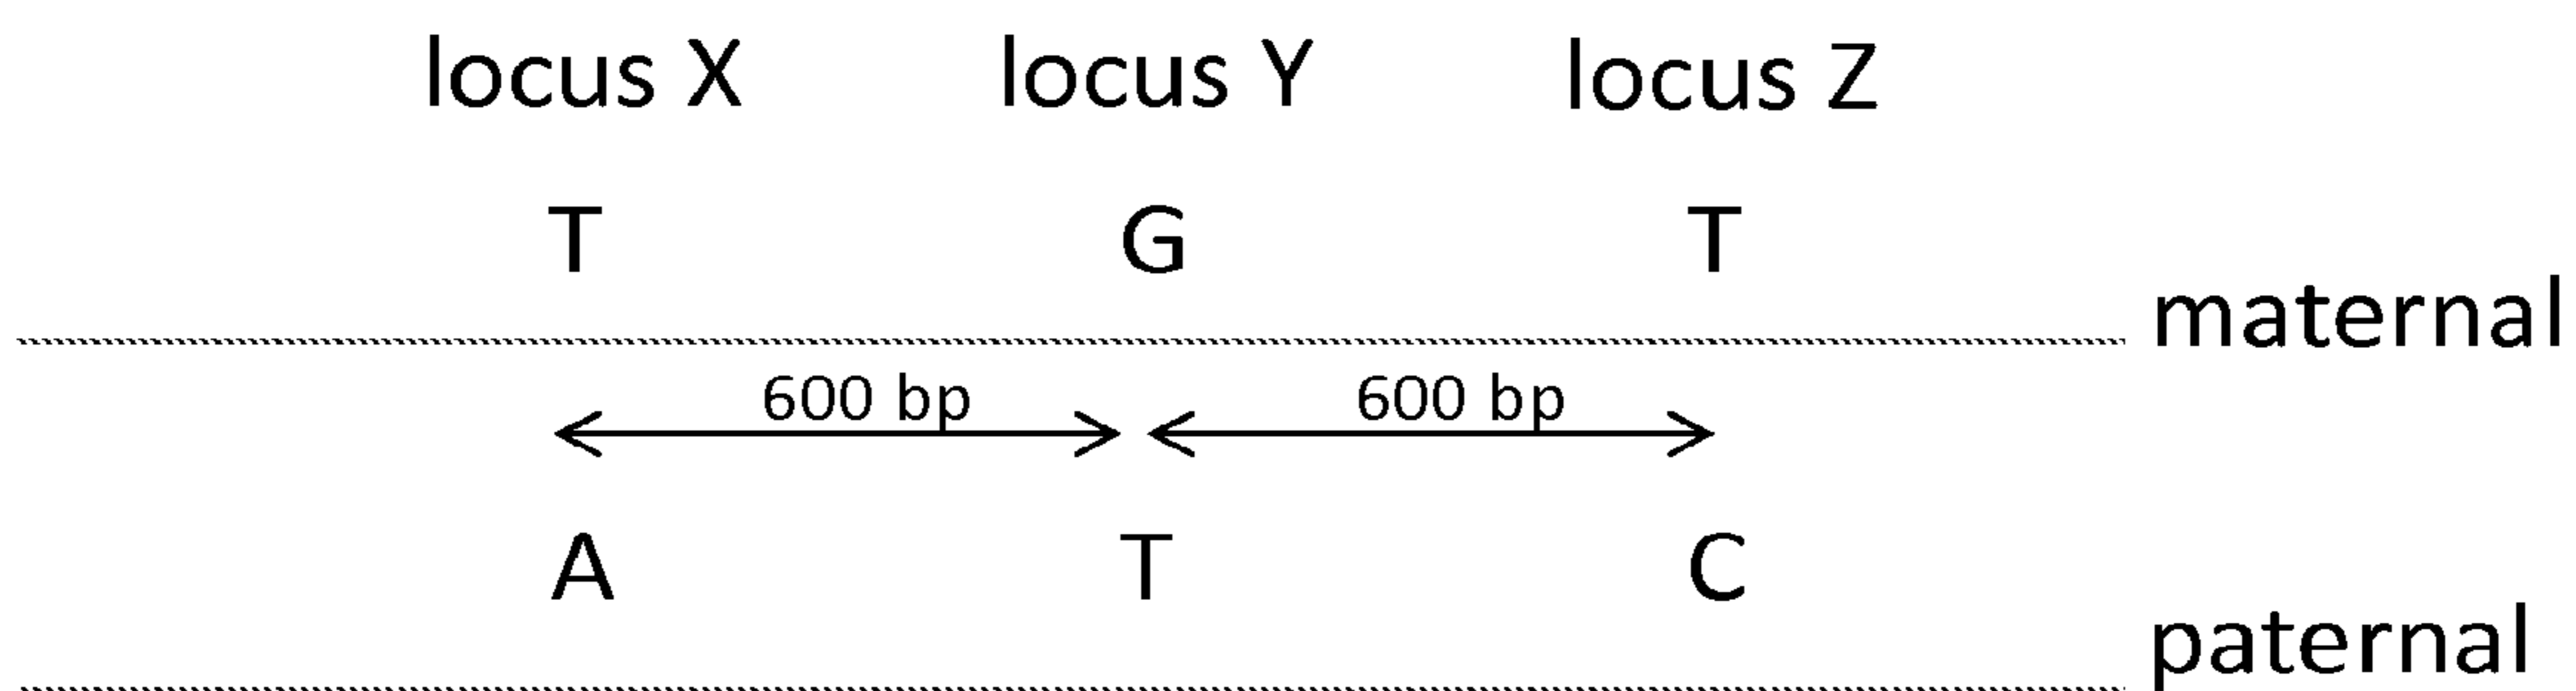 locus X locus Y locus Z
T G T
maternal
600 bp 600 bp
A T C
paternal